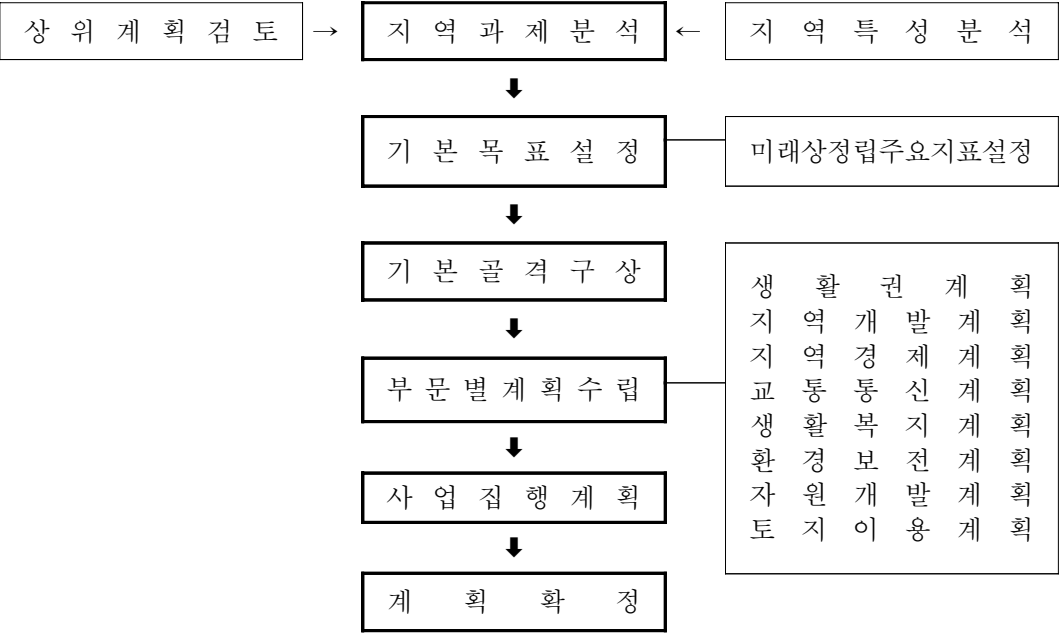 상위계획검토 → 지역과제분석 ← 지역특성분석
기본목표설정
미래상정립주요지표설정
기본골격구상
부문별계획수립
생활권계획
지역개발계획
지역경제계획
교통통신계획
생활복지계획
환경보전계획
자원개발계획
토지이용계획
사업집행계획
계획확정